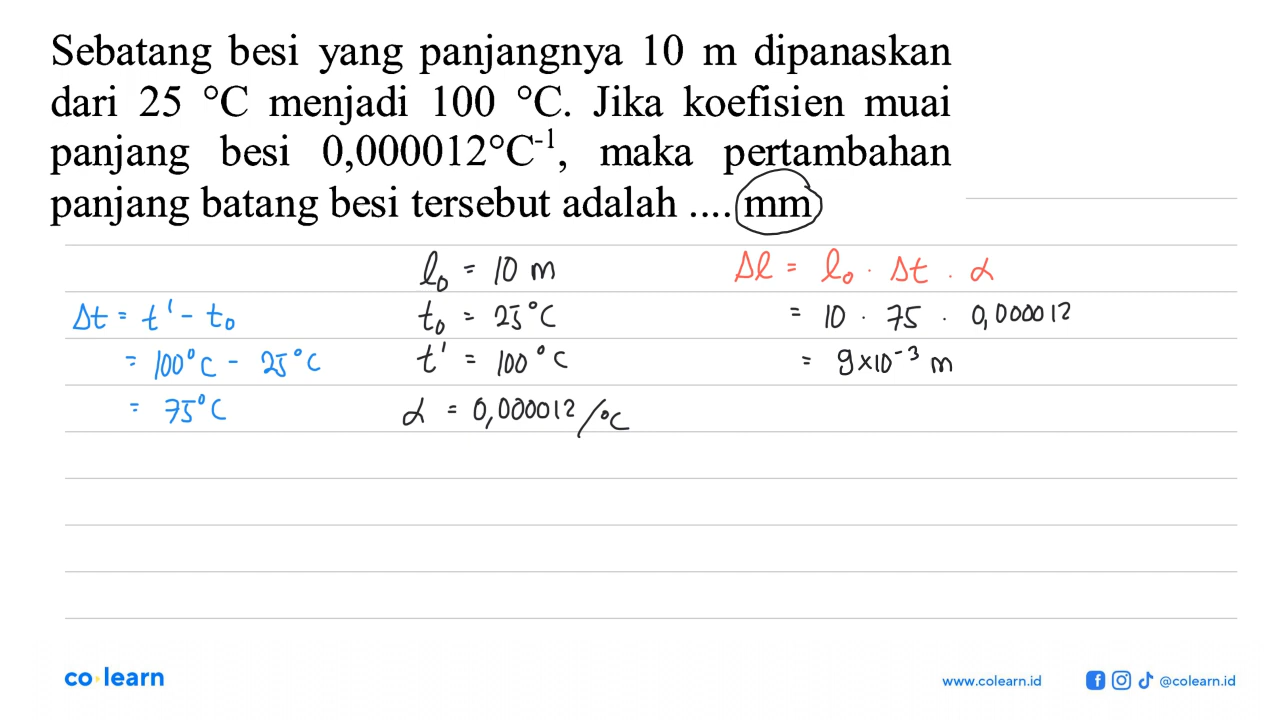 Sebatang besi yang panjangnya 10 m dipanaskan
dari 25 °C menjadi 100 °C. Jika koefisien muai
panjang besi 0,000012°C⁻¹, maka pertambahan
panjang batang besi tersebut adalah .... mm
Δt = t' - t₀
= 100°C - 25°C
= 75°C
l₀ = 10 m
t₀ = 25°C
t' = 100°C
α = 0,000012/°C
Δl = l₀ . Δt . α
= 10 . 75 . 0,000012
= 9×10⁻³ m
co learn
www.colearn.id
@colearn.id